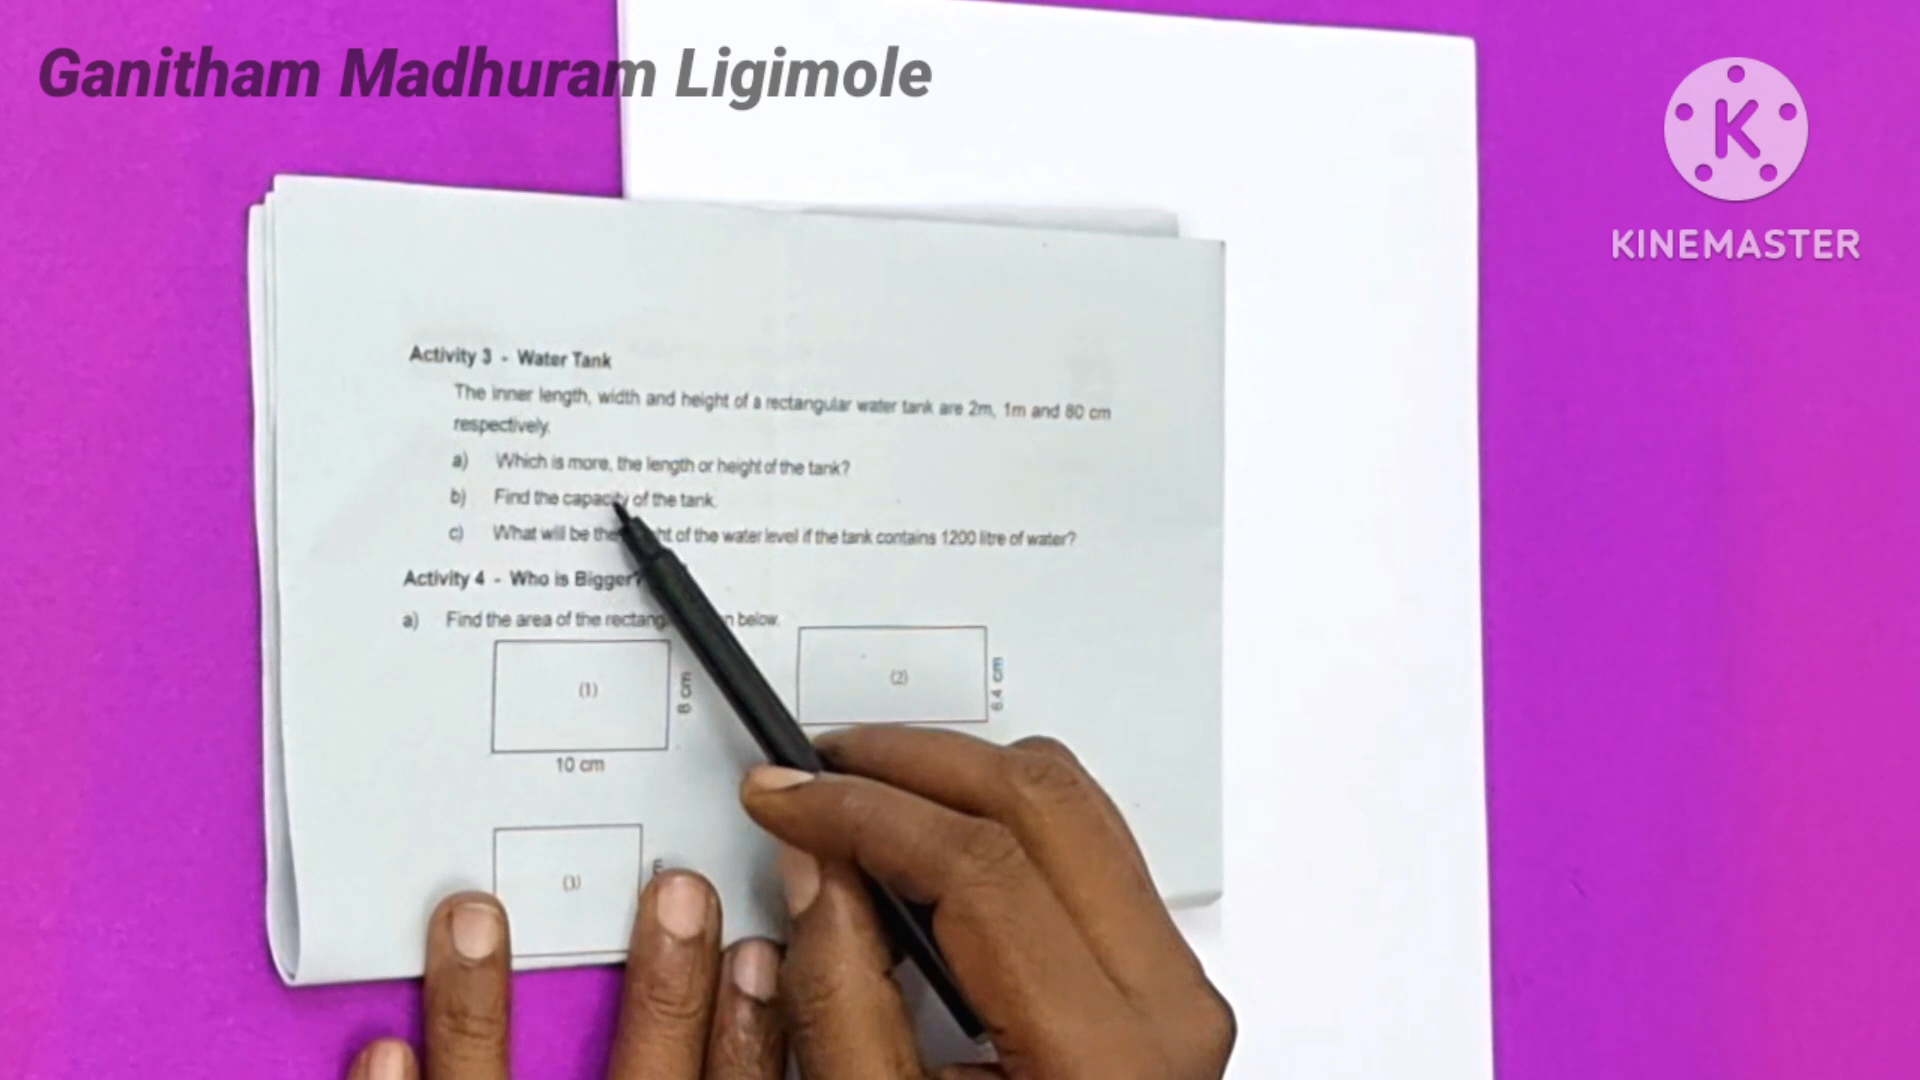 Ganitham Madhuram Ligimole
KINEMASTER
Activity 3 - Water Tank
The inner length, width and height of a rectangular water tank are 2m, 1m and 80 cm
respectively.
a) Which is more, the length or height of the tank?
b) Find the capacity of the tank.
c) What will be the of the water level if the tank contains 1200 litre of water?
Activity 4 - Who is Bigger?
a) Find the area of the below.
(1)
8 cm
10 cm
(2)
6.4 cm
(3)